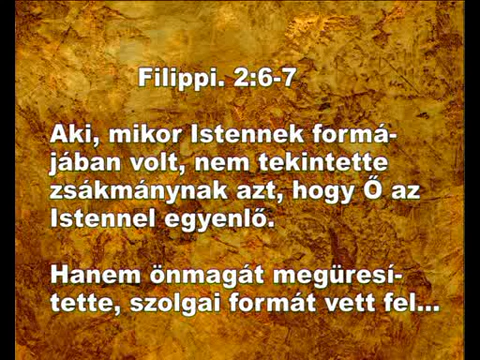 Filippi. 2:6-7
Aki, mikor Istennek formá-
jában volt, nem tekintette
zsákmánynak azt, hogy Ő az
Istennel egyenlő.
Hanem önmagát megüresí-
tette, szolgai formát vett fel...